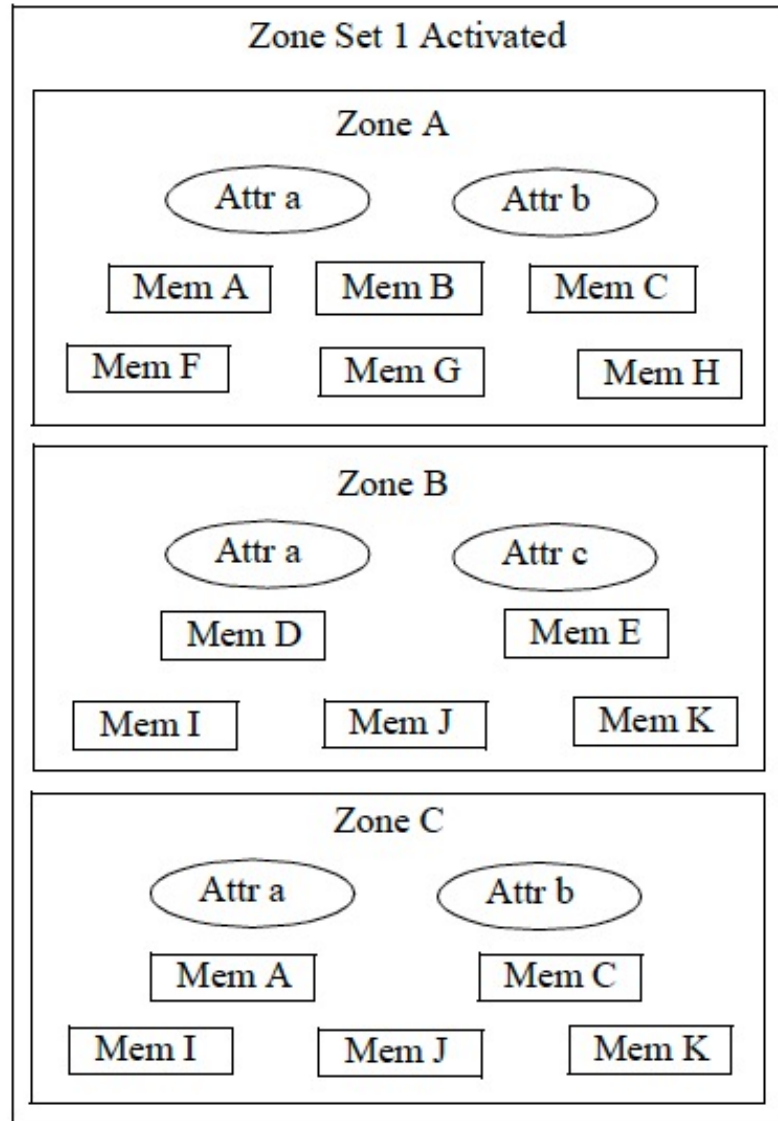 Zone Set 1 Activated
Zone A
Attr a Attr b
Mem A Mem B Mem C
Mem F Mem G Mem H
Zone B
Attr a Attr c
Mem D Mem E
Mem I Mem J Mem K
Zone C
Attr a Attr b
Mem A Mem C
Mem I Mem J Mem K